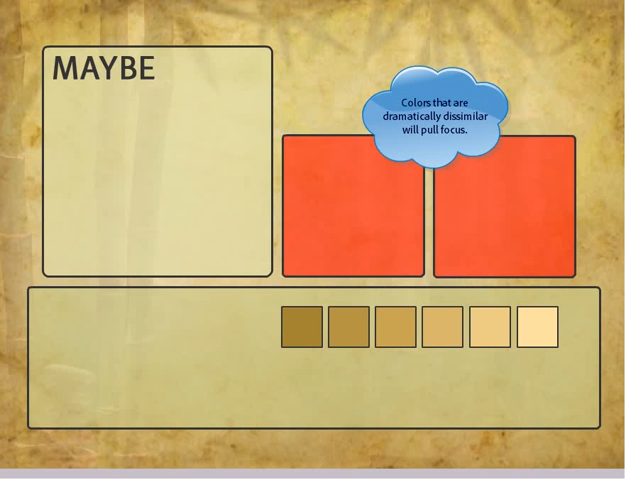 MAYBE
Colors that are
dramatically dissimilar
will pull focus.